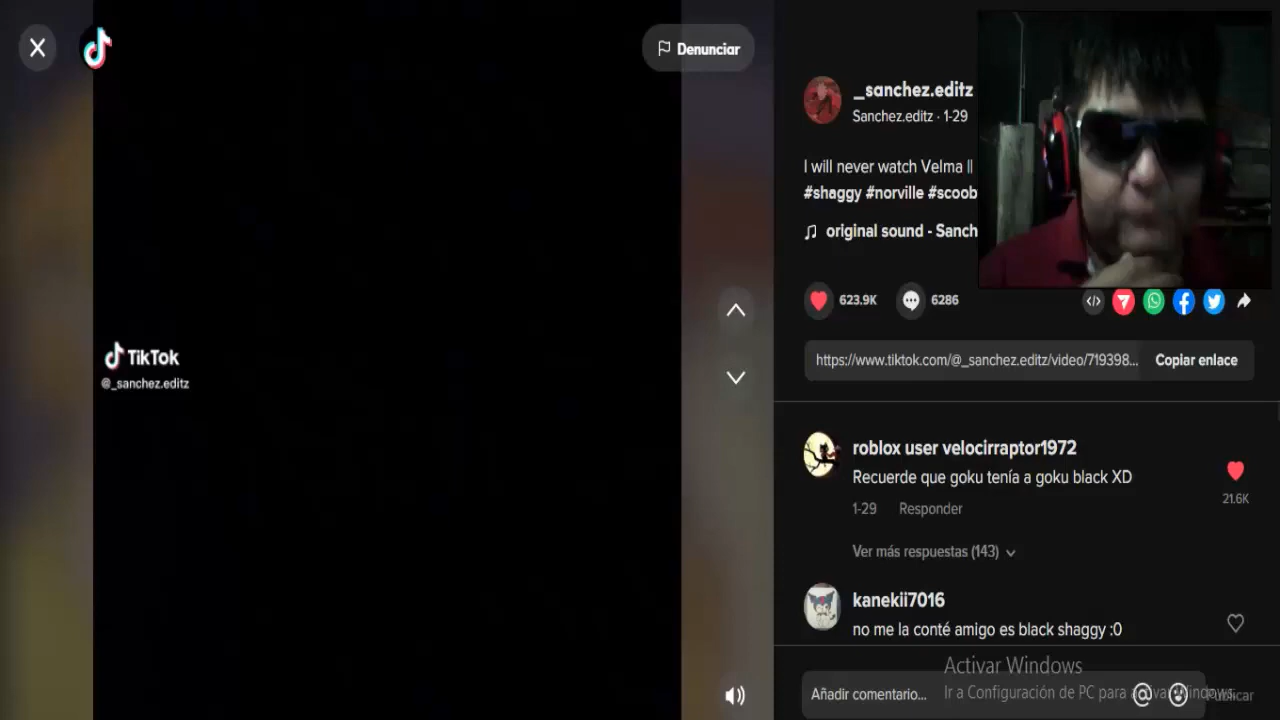 Denunciar
_sanchez.editz
Sanchez.editz · 1-29
I will never watch Velma ||
#shaggy #norville #scoob
original sound - Sanch
623.9K
6286
https://www.tiktok.com/@_sanchez.editz/video/719398...
Copiar enlace
TikTok
@_sanchez.editz
roblox user velocirraptor1972
Recuerde que goku tenía a goku black XD
21.6K
1-29 Responder
Ver más respuestas (143)
kanekii7016
no me la conté amigo es black shaggy :0
Activar Windows
Ir a Configuración de PC para activar Windows.
Añadir comentario...
Publicar